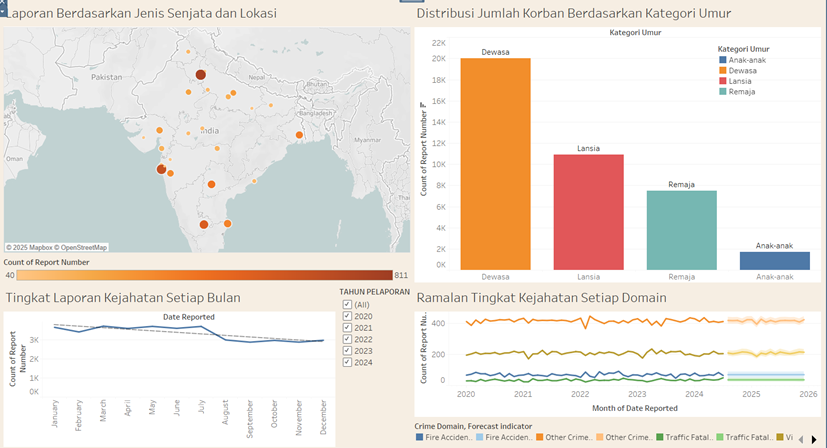 Laporan Berdasarkan Jenis Senjata dan Lokasi
Pakistan
Nepal
Bhutan
Bangladesh
India
Myanmar
Oman
© 2025 Mapbox © OpenStreetMap
Count of Report Number
40
811
Distribusi Jumlah Korban Berdasarkan Kategori Umur
Kategori Umur
Count of Report Number
22K
20K
18K
16K
14K
12K
10K
8K
6K
4K
2K
0K
Dewasa
Lansia
Remaja
Anak-anak
Kategori Umur
Anak-anak
Dewasa
Lansia
Remaja
Dewasa
Lansia
Remaja
Anak-anak
Tingkat Laporan Kejahatan Setiap Bulan
Date Reported
Count of Report
Number
3K
2K
1K
0K
January
February
March
April
May
June
July
August
September
October
November
December
TAHUN PELAPORAN
(All)
2020
2021
2022
2023
2024
Ramalan Tingkat Kejahatan Setiap Domain
Count of Report Nu..
400
200
0
2020
2021
2022
2023
2024
2025
2026
Month of Date Reported
Crime Domain, Forecast indicator
Fire Acciden..
Fire Acciden..
Other Crime..
Other Crime..
Traffic Fatal..
Traffic Fatal..
Vi